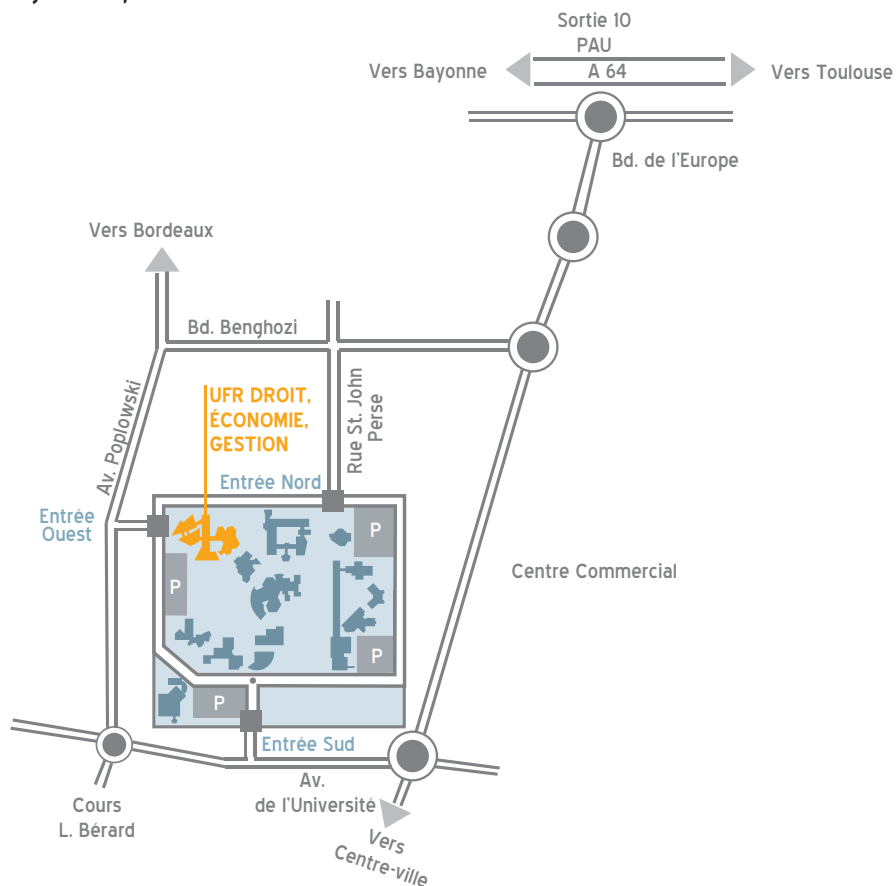 Sortie 10
PAU
A 64
Vers Bayonne
Vers Toulouse
Bd. de l'Europe
Vers Bordeaux
Bd. Benghozi
Av. Poplowski
UFR DROIT,
ÉCONOMIE,
GESTION
Rue St. John
Perse
Entrée Nord
Entrée
Ouest
P
P
Centre Commercial
P
P
Entrée Sud
Av.
de l'Université
Cours
L. Bérard
Vers
Centre-ville